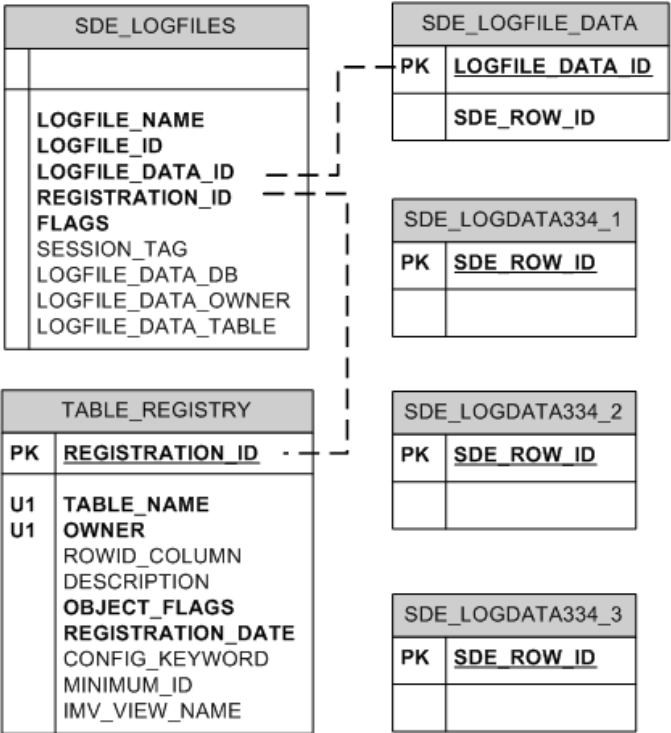 SDE_LOGFILES
LOGFILE_NAME
LOGFILE_ID
LOGFILE_DATA_ID
REGISTRATION_ID
FLAGS
SESSION_TAG
LOGFILE_DATA_DB
LOGFILE_DATA_OWNER
LOGFILE_DATA_TABLE
TABLE_REGISTRY
PK REGISTRATION_ID
U1 TABLE_NAME
U1 OWNER
ROWID_COLUMN
DESCRIPTION
OBJECT_FLAGS
REGISTRATION_DATE
CONFIG_KEYWORD
MINIMUM_ID
IMV_VIEW_NAME
SDE_LOGFILE_DATA
PK LOGFILE_DATA_ID
SDE_ROW_ID
SDE_LOGDATA334_1
PK SDE_ROW_ID
SDE_LOGDATA334_2
PK SDE_ROW_ID
SDE_LOGDATA334_3
PK SDE_ROW_ID